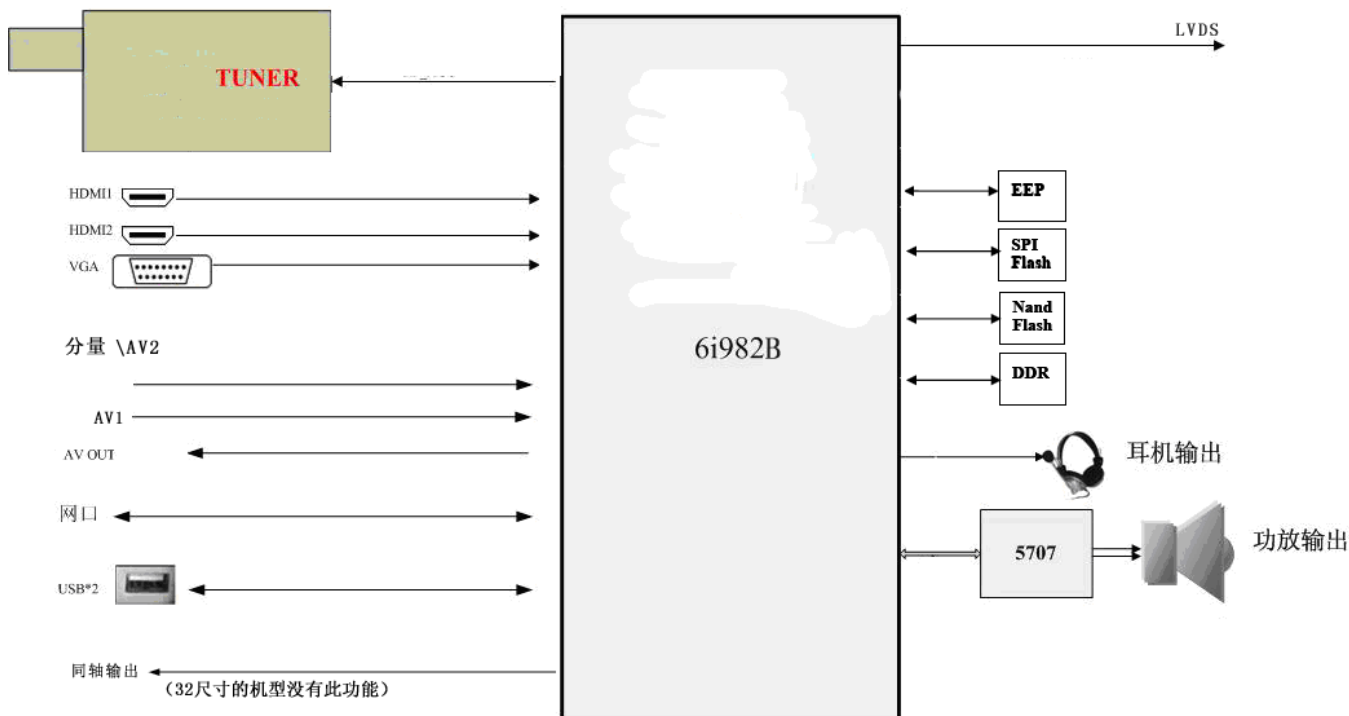 LVDS
TUNER
HDMI1
HDMI2
VGA
分量 \AV2
AV1
AV OUT
网口
USB*2
同轴输出
（32尺寸的机型没有此功能）
6i982B
EEP
SPI
Flash
Nand
Flash
DDR
耳机输出
5707
功放输出